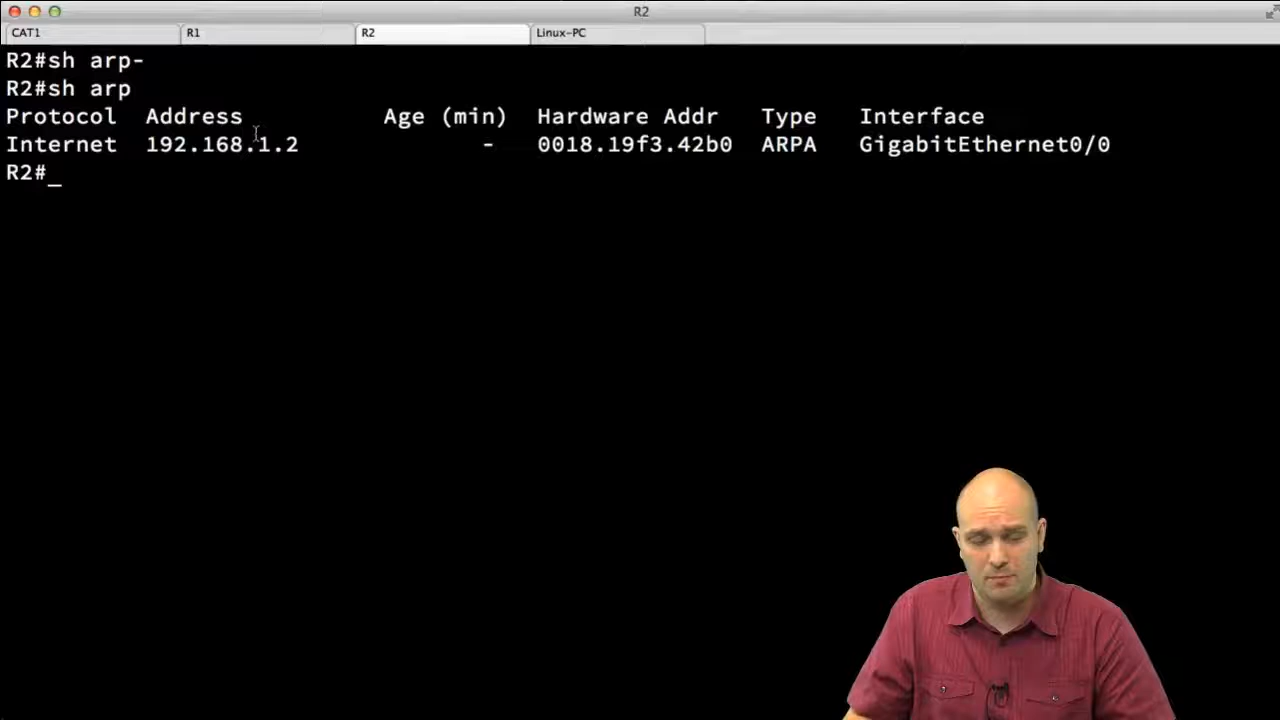 R2
CAT1 R1 R2 Linux-PC
R2#sh arp-
R2#sh arp
Protocol Address Age (min) Hardware Addr Type Interface
Internet 192.168.1.2 - 0018.19f3.42b0 ARPA GigabitEthernet0/0
R2#_